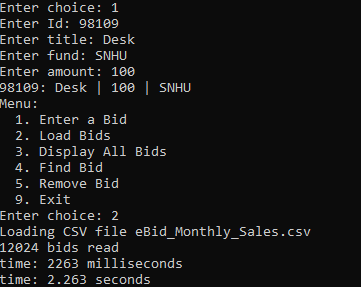 Enter choice: 1
Enter Id: 98109
Enter title: Desk
Enter fund: SNHU
Enter amount: 100
98109: Desk | 100 | SNHU
Menu:
  1. Enter a Bid
  2. Load Bids
  3. Display All Bids
  4. Find Bid
  5. Remove Bid
  9. Exit
Enter choice: 2
Loading CSV file eBid_Monthly_Sales.csv
12024 bids read
time: 2263 milliseconds
time: 2.263 seconds